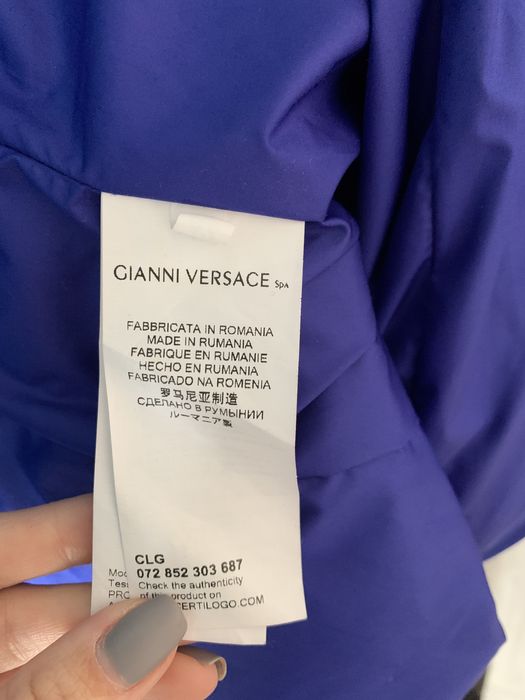 GIANNI VERSACE SpA
FABBRICATA IN ROMANIA
MADE IN RUMANIA
FABRIQUE EN RUMANIE
HECHO EN RUMANIA
FABRICADO NA ROMENIA
罗马尼亚制造
СДЕЛАНО В РУМЫНИИ
ルーマニア製
CLG
072 852 303 687
Check the authenticity
of this product on
CERTILOGO.COM